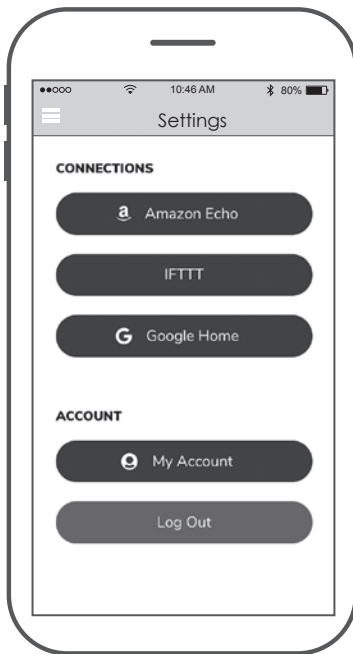 10:46 AM 80%
Settings
CONNECTIONS
a Amazon Echo
IFTTT
G Google Home
ACCOUNT
My Account
Log Out